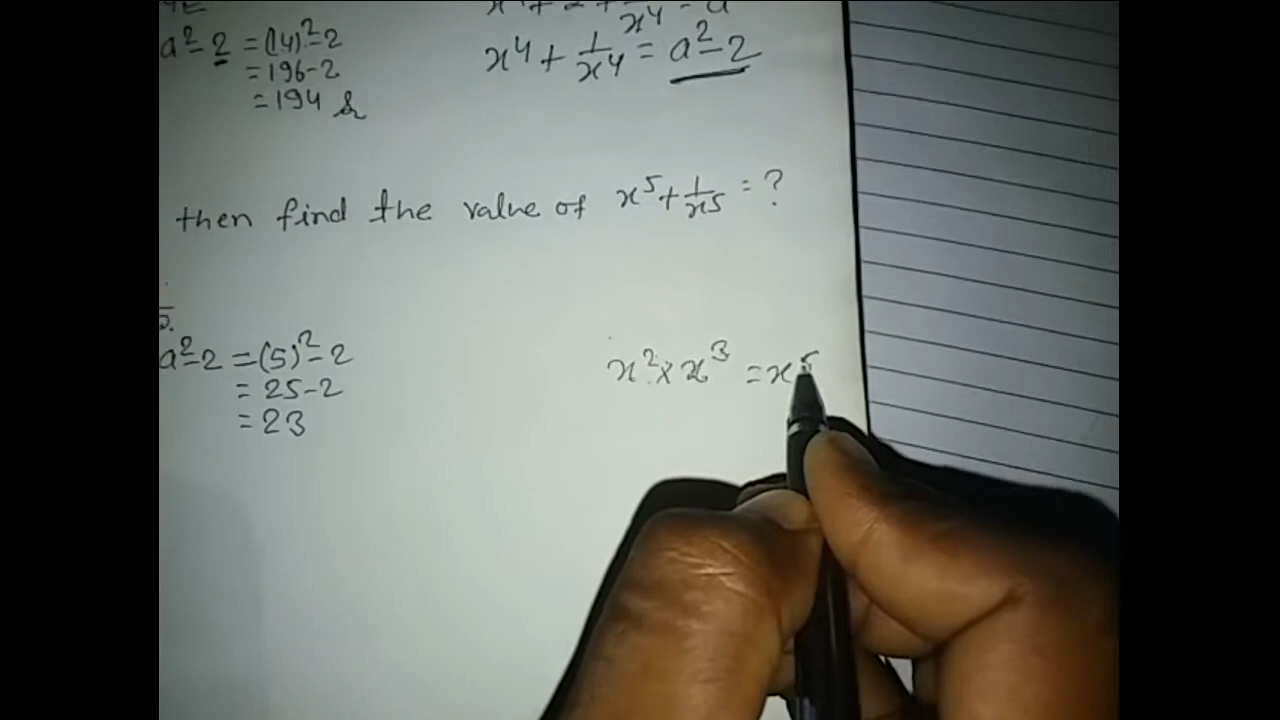 a²-2 = (14)²-2
= 196-2
= 194
x⁴ + 1/x⁴ = a²-2
then find the value of x⁵ + 1/x⁵ = ?
a²-2 = (5)²-2
= 25-2
= 23
x² × x³ = x⁵